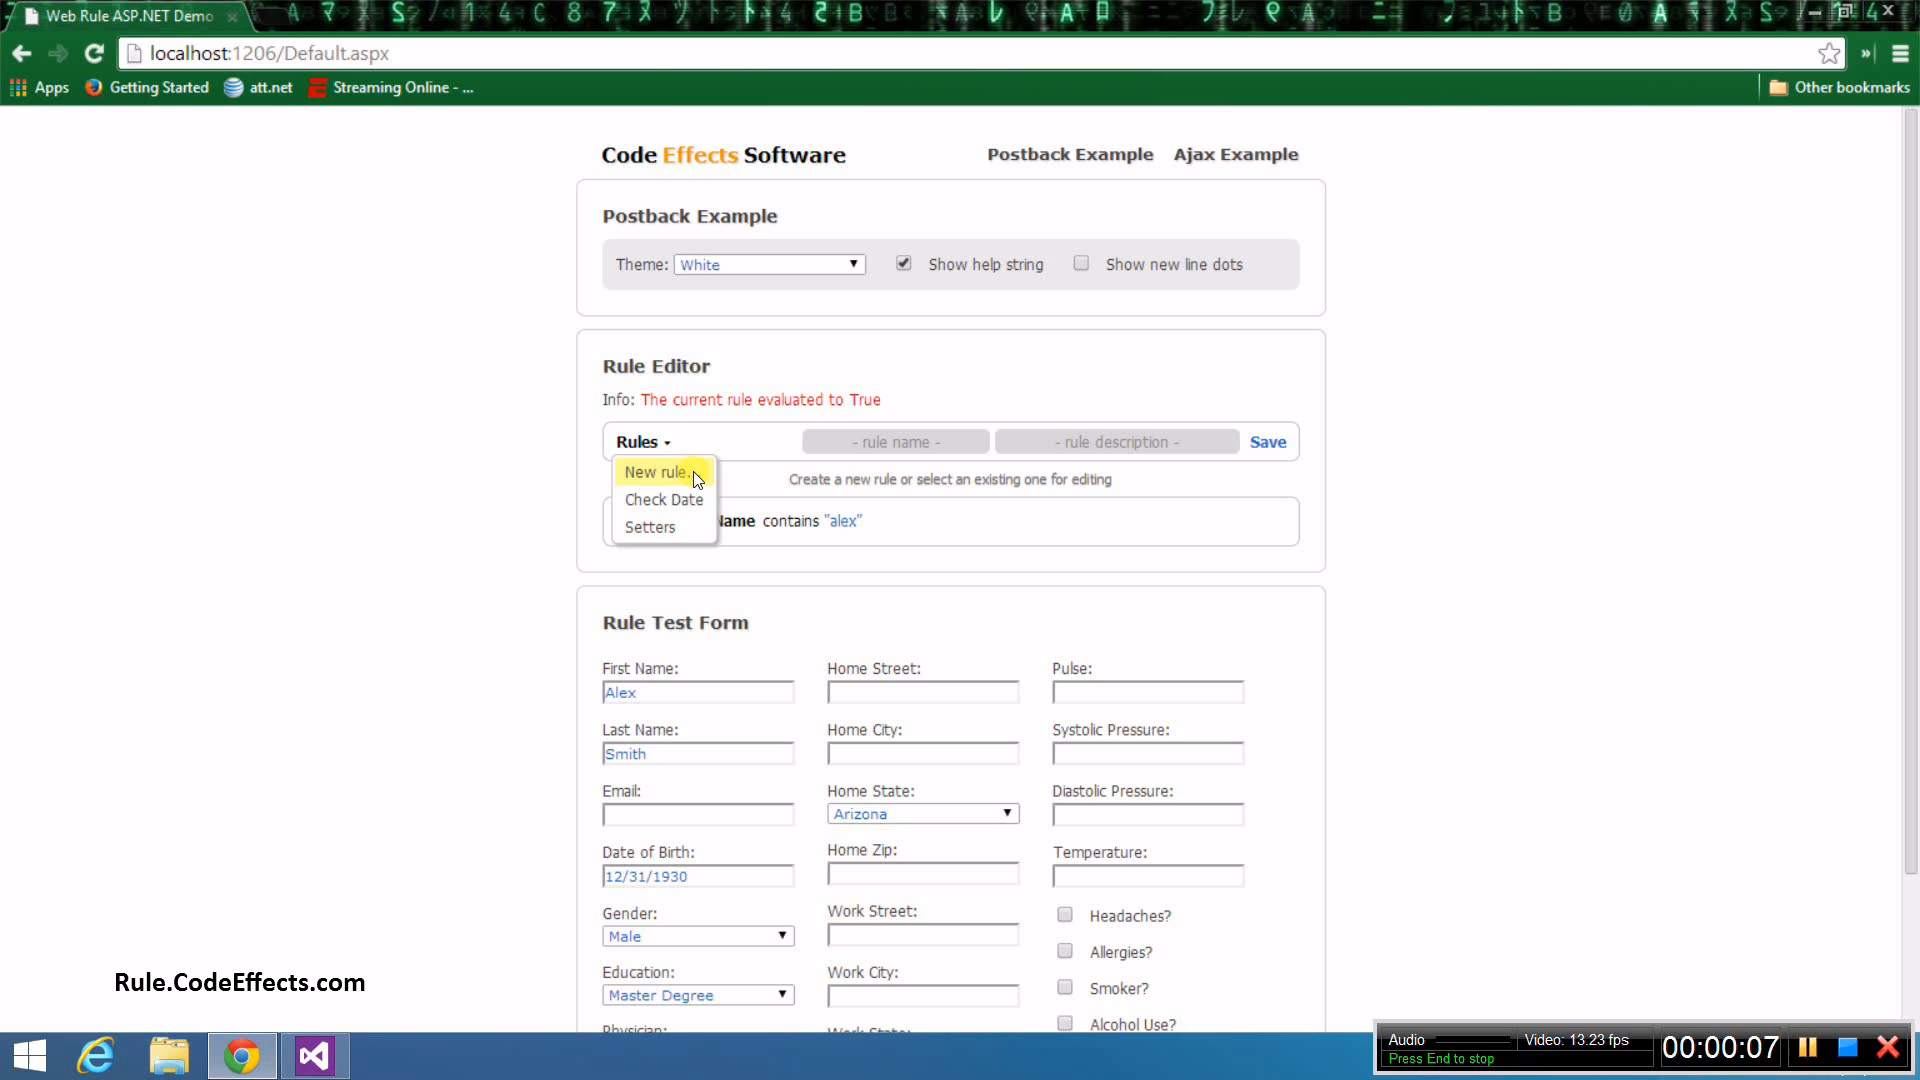 Web Rule ASP.NET Demo
localhost:1206/Default.aspx
Apps
Getting Started
att.net
Streaming Online - ...
Other bookmarks
Code Effects Software
Postback Example
Ajax Example
Postback Example
Theme:
White
Show help string
Show new line dots
Rule Editor
Info: The current rule evaluated to True
Rules
- rule name -
- rule description -
Save
New rule
Create a new rule or select an existing one for editing
Check Date
Name contains "alex"
Setters
Rule Test Form
First Name:
Home Street:
Pulse:
Alex
Last Name:
Home City:
Systolic Pressure:
Smith
Email:
Home State:
Diastolic Pressure:
Arizona
Date of Birth:
Home Zip:
Temperature:
12/31/1930
Gender:
Work Street:
Headaches?
Male
Allergies?
Education:
Work City:
Smoker?
Master Degree
Physician:
Work State:
Alcohol Use?
Rule.CodeEffects.com
Audio
Video: 13.23 fps
00:00:07
Press End to stop